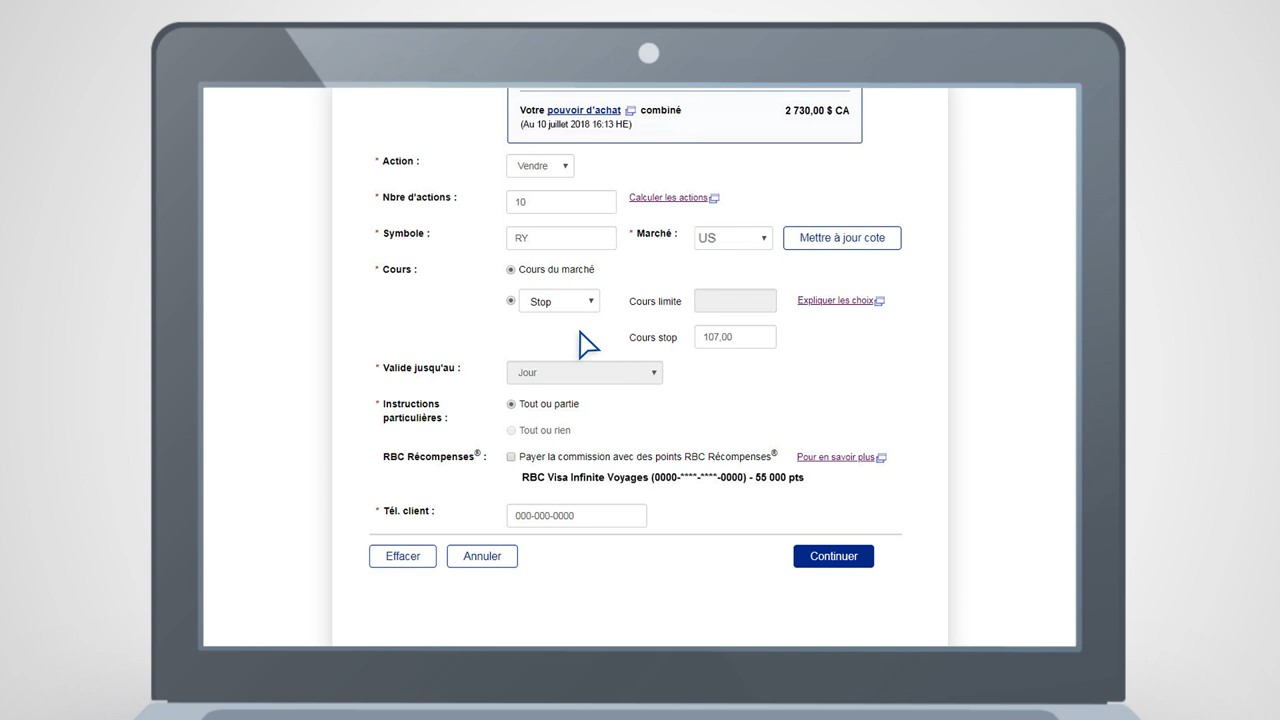 Votre pouvoir d'achat combiné 2 730,00 $ CA
(Au 10 juillet 2018 16:13 HE)
* Action : Vendre
* Nbre d'actions : 10 Calculer les actions
* Symbole : RY * Marché : US Mettre à jour cote
* Cours : Cours du marché
Stop Cours limite Expliquer les choix
Cours stop 107,00
* Valide jusqu'au : Jour
* Instructions particulières : Tout ou partie
Tout ou rien
RBC Récompenses® : Payer la commission avec des points RBC Récompenses® Pour en savoir plus
RBC Visa Infinite Voyages (0000-****-****-0000) - 55 000 pts
* Tél. client : 000-000-0000
Effacer Annuler Continuer